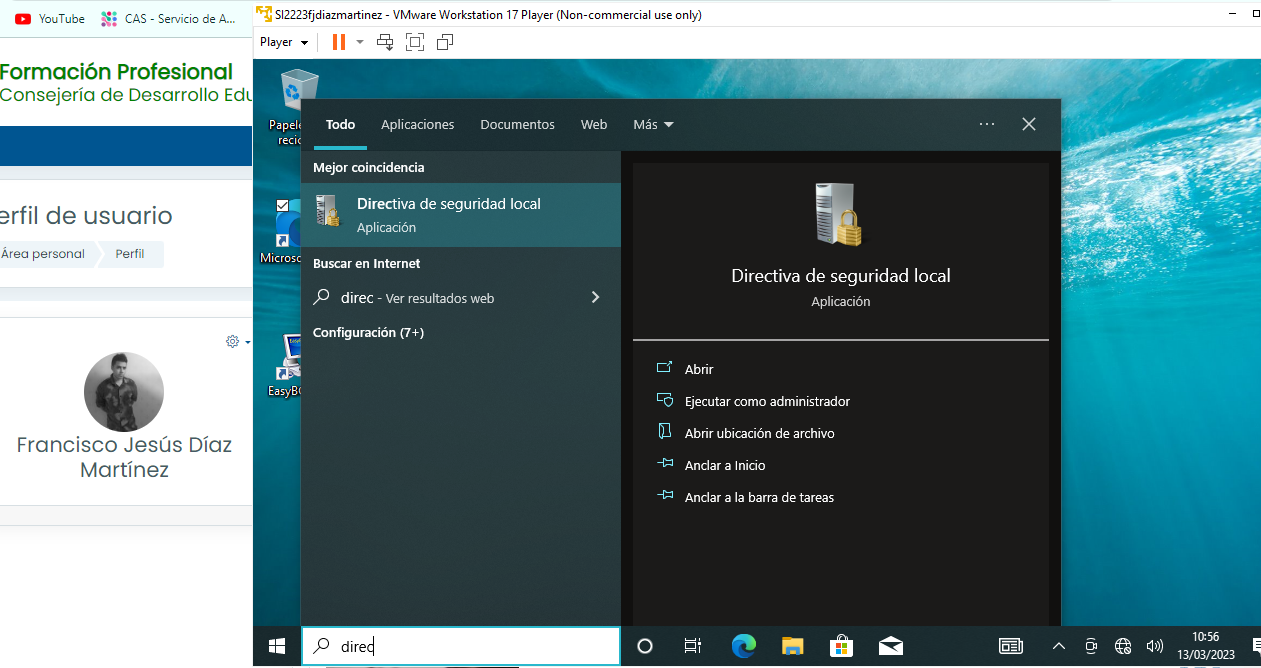 YouTube
CAS - Servicio de A...
Formación Profesional
Consejería de Desarrollo Edu
erfil de usuario
Área personal
Perfil
Francisco Jesús Díaz
Martínez
SI2223fjdiazmartinez - VMware Workstation 17 Player (Non-commercial use only)
Player
Papele
recic
Microso
EasyBC
Todo
Aplicaciones
Documentos
Web
Más
Mejor coincidencia
Directiva de seguridad local
Aplicación
Buscar en Internet
direc - Ver resultados web
Configuración (7+)
Directiva de seguridad local
Aplicación
Abrir
Ejecutar como administrador
Abrir ubicación de archivo
Anclar a Inicio
Anclar a la barra de tareas
direc
10:56
13/03/2023